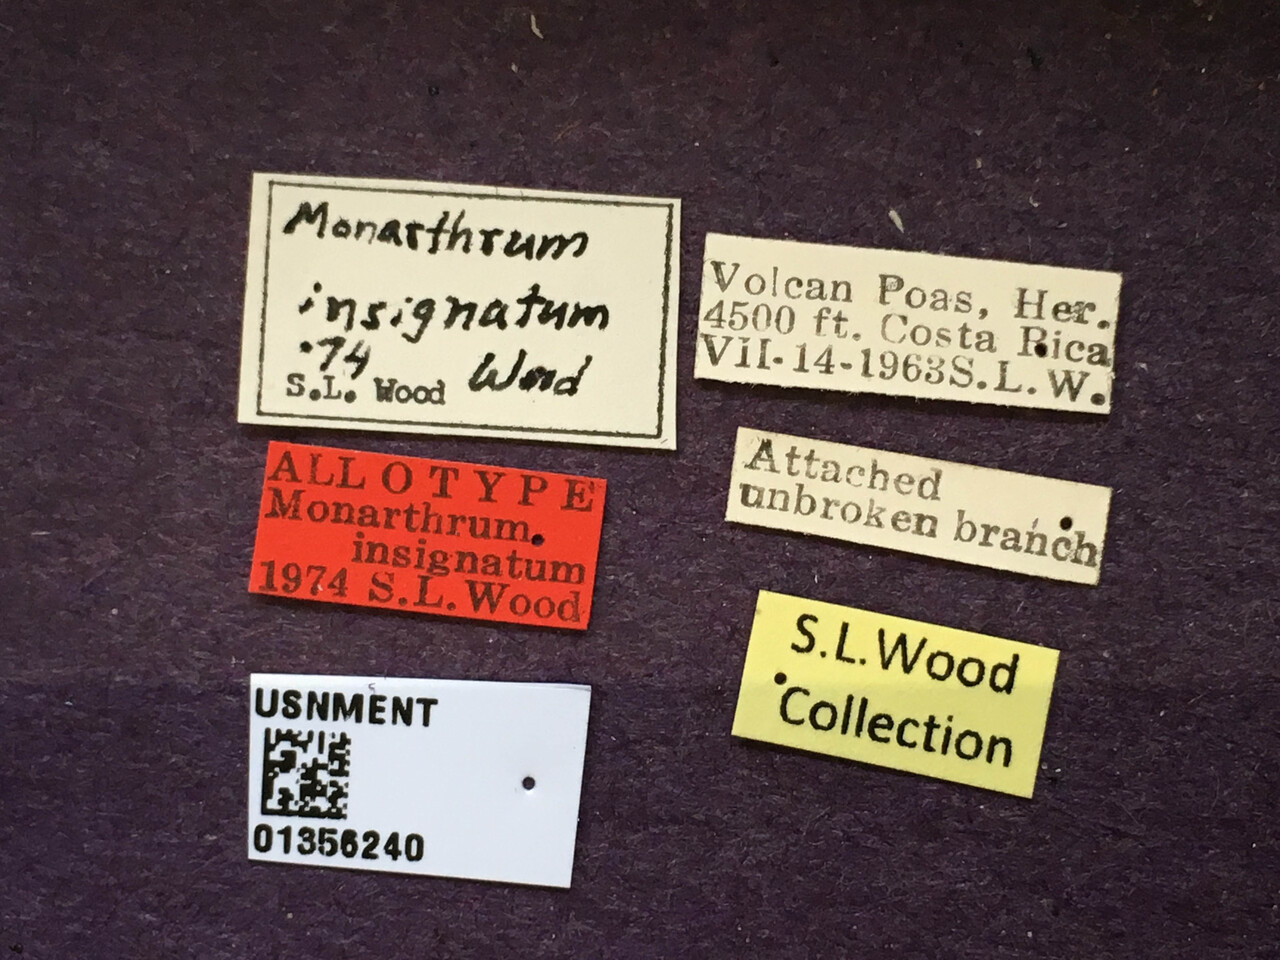 Monarthrum
insignatum
'74 Wood
S.L. Wood
Volcan Poas, Her.
4500 ft. Costa Rica
VII-14-1963 S.L.W.
ALLOTYPE
Monarthrum
insignatum
1974 S.L. Wood
Attached
unbroken branch
USNMENT
01356240
S.L.Wood
Collection